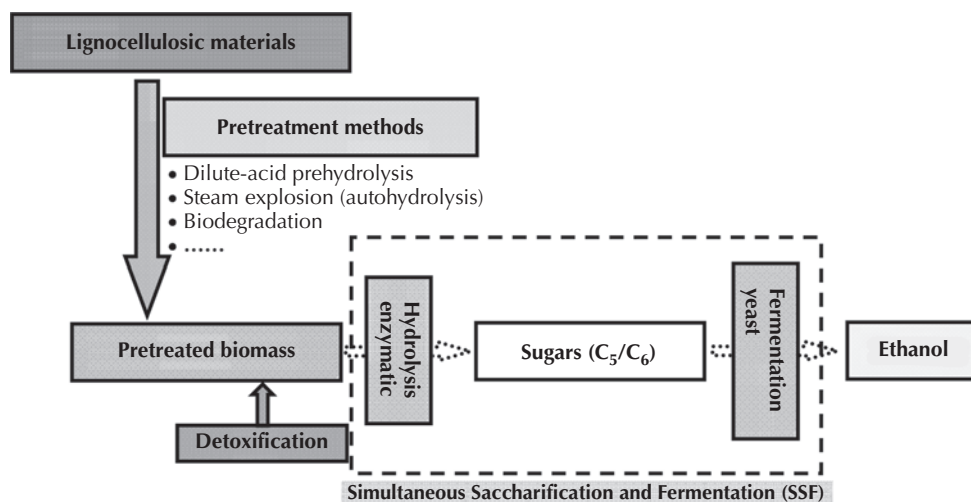 Lignocellulosic materials
Pretreatment methods
• Dilute-acid prehydrolysis
• Steam explosion (autohydrolysis)
• Biodegradation
• ......
Pretreated biomass
Hydrolysis
enzymatic
Sugars (C₅/C₆)
Fermentation
yeast
Ethanol
Detoxification
Simultaneous Saccharification and Fermentation (SSF)